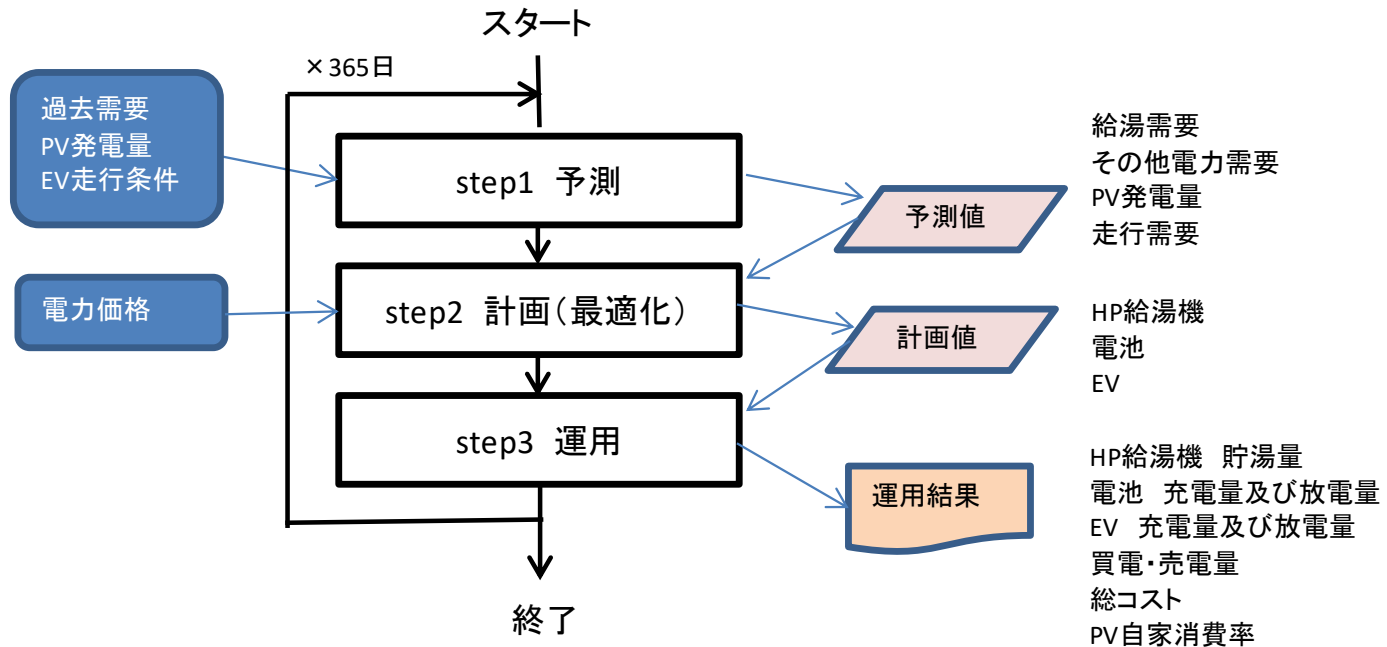 スタート
×365日
過去需要
PV発電量
EV走行条件
step1 予測
予測値
給湯需要
その他電力需要
PV発電量
走行需要
電力価格
step2 計画(最適化)
計画値
HP給湯機
電池
EV
step3 運用
運用結果
HP給湯機 貯湯量
電池 充電量及び放電量
EV 充電量及び放電量
買電・売電量
総コスト
PV自家消費率
終了